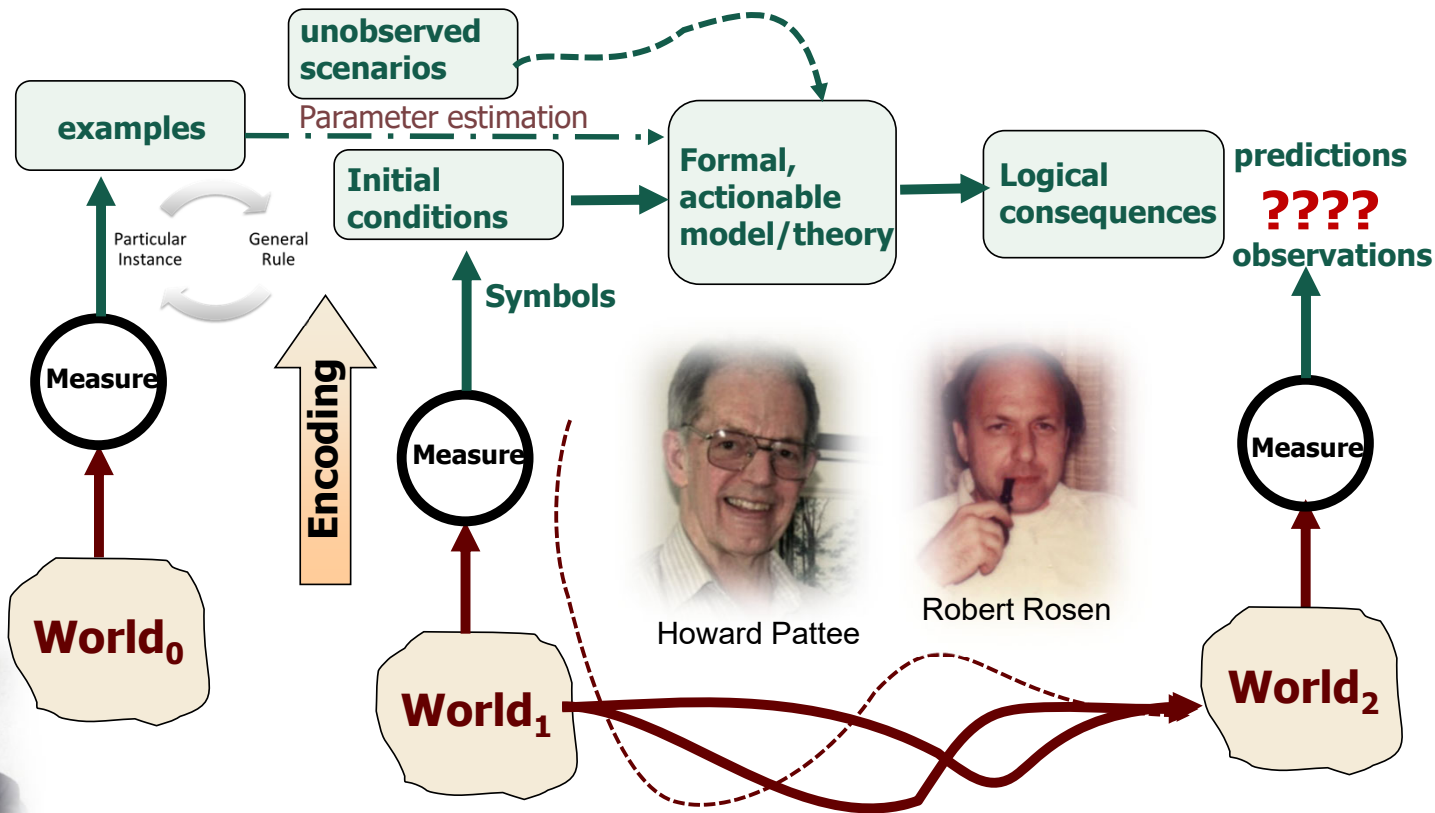 unobserved
scenarios
examples
Parameter estimation
Initial
conditions
Formal,
actionable
model/theory
Logical
consequences
predictions
????
observations
Particular
Instance
General
Rule
Symbols
Encoding
Measure
Measure
Measure
Howard Pattee
Robert Rosen
World0
World1
World2